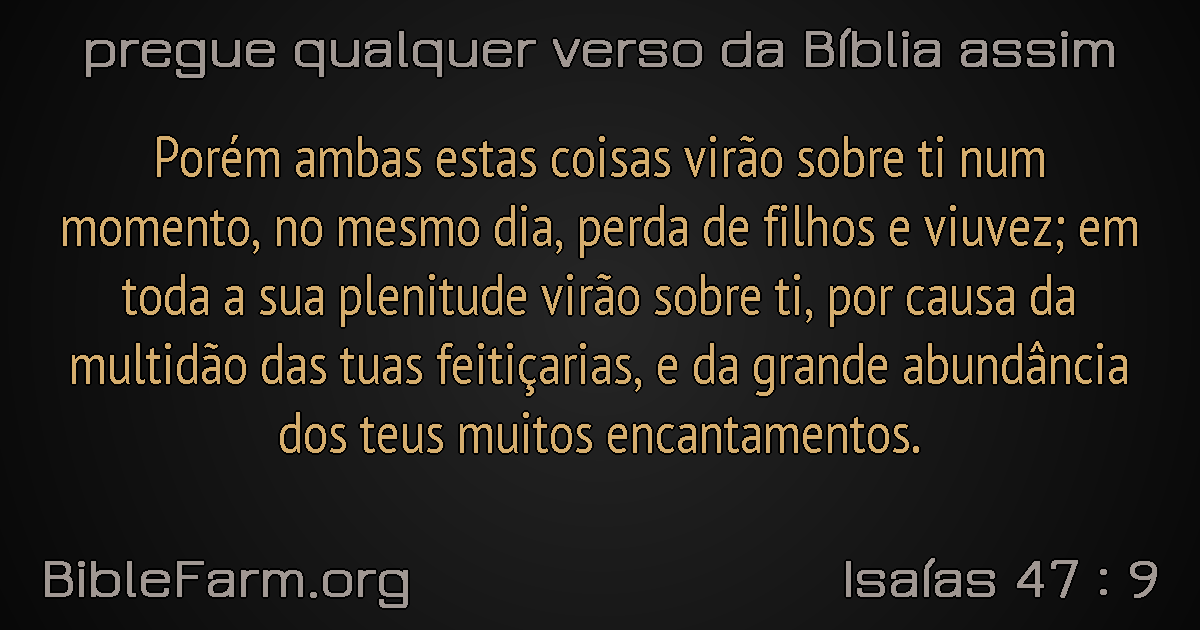 pregue qualquer verso da Bíblia assim
Porém ambas estas coisas virão sobre ti num
momento, no mesmo dia, perda de filhos e viuvez; em
toda a sua plenitude virão sobre ti, por causa da
multidão das tuas feitiçarias, e da grande abundância
dos teus muitos encantamentos.
BibleFarm.org
Isaías 47 : 9